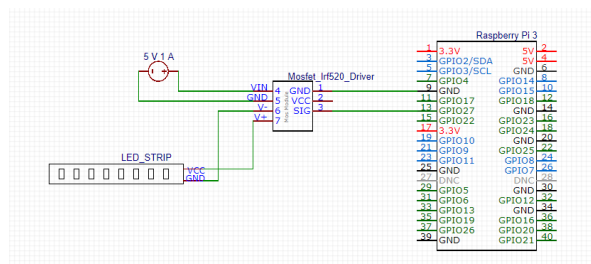 Raspberry Pi 3
5 V 1 A
Mosfet_Irf520_Driver
VIN 4 GND 1
GND 5 VCC 2
V- 6 SIG 3
V+ 7
LED_STRIP
VCC
GND
1 3.3V 5V 2
3 GPIO2/SDA 5V 4
5 GPIO3/SCL GND 6
7 GPIO4 GPIO14 8
9 GND GPIO15 10
11 GPIO17 GPIO18 12
13 GPIO27 GND 14
15 GPIO22 GPIO23 16
17 3.3V GPIO24 18
19 GPIO10 GND 20
21 GPIO9 GPIO25 22
23 GPIO11 GPIO8 24
25 GND GPIO7 26
27 DNC DNC 28
29 GPIO5 GND 30
31 GPIO6 GPIO12 32
33 GPIO13 GND 34
35 GPIO19 GPIO16 36
37 GPIO26 GPIO20 38
39 GND GPIO21 40